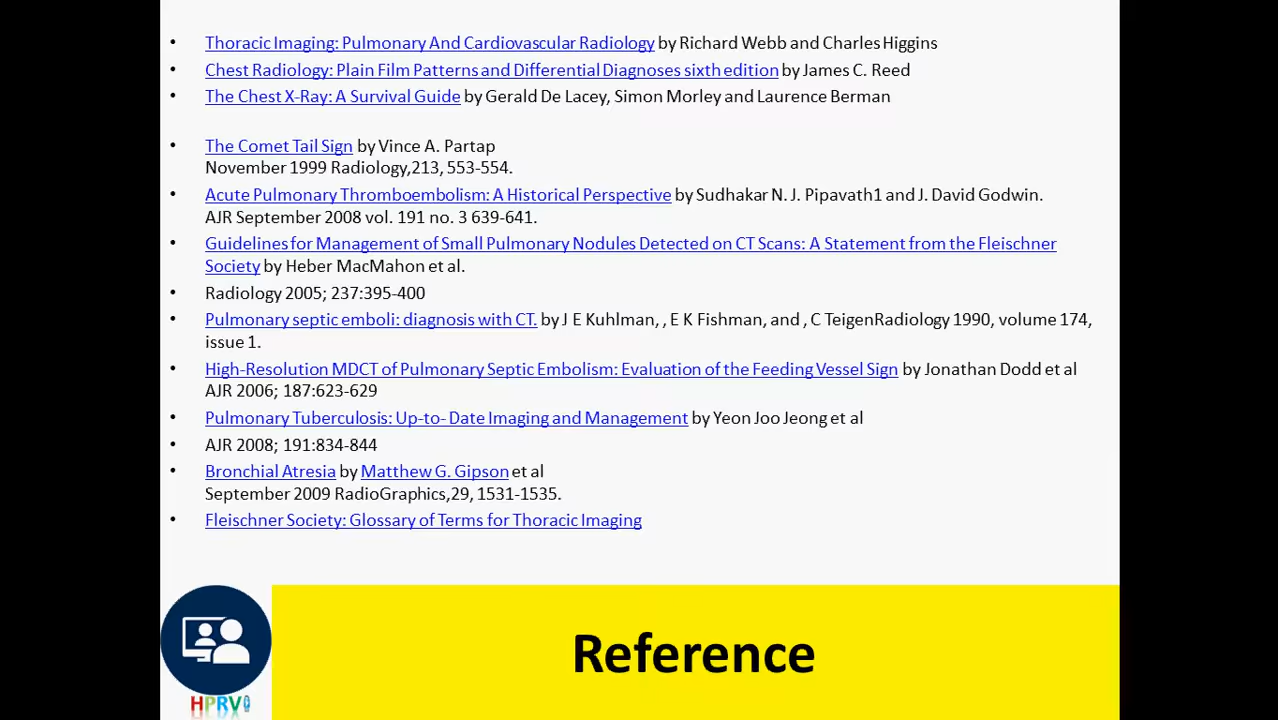 • Thoracic Imaging: Pulmonary And Cardiovascular Radiology by Richard Webb and Charles Higgins
• Chest Radiology: Plain Film Patterns and Differential Diagnoses sixth edition by James C. Reed
• The Chest X-Ray: A Survival Guide by Gerald De Lacey, Simon Morley and Laurence Berman
• The Comet Tail Sign by Vince A. Partap
November 1999 Radiology,213, 553-554.
• Acute Pulmonary Thromboembolism: A Historical Perspective by Sudhakar N. J. Pipavath1 and J. David Godwin.
AJR September 2008 vol. 191 no. 3 639-641.
• Guidelines for Management of Small Pulmonary Nodules Detected on CT Scans: A Statement from the Fleischner
Society by Heber MacMahon et al.
• Radiology 2005; 237:395-400
• Pulmonary septic emboli: diagnosis with CT. by J E Kuhlman, , E K Fishman, and , C TeigenRadiology 1990, volume 174,
issue 1.
• High-Resolution MDCT of Pulmonary Septic Embolism: Evaluation of the Feeding Vessel Sign by Jonathan Dodd et al
AJR 2006; 187:623-629
• Pulmonary Tuberculosis: Up-to- Date Imaging and Management by Yeon Joo Jeong et al
• AJR 2008; 191:834-844
• Bronchial Atresia by Matthew G. Gipson et al
September 2009 RadioGraphics,29, 1531-1535.
• Fleischner Society: Glossary of Terms for Thoracic Imaging
Reference
HPRV